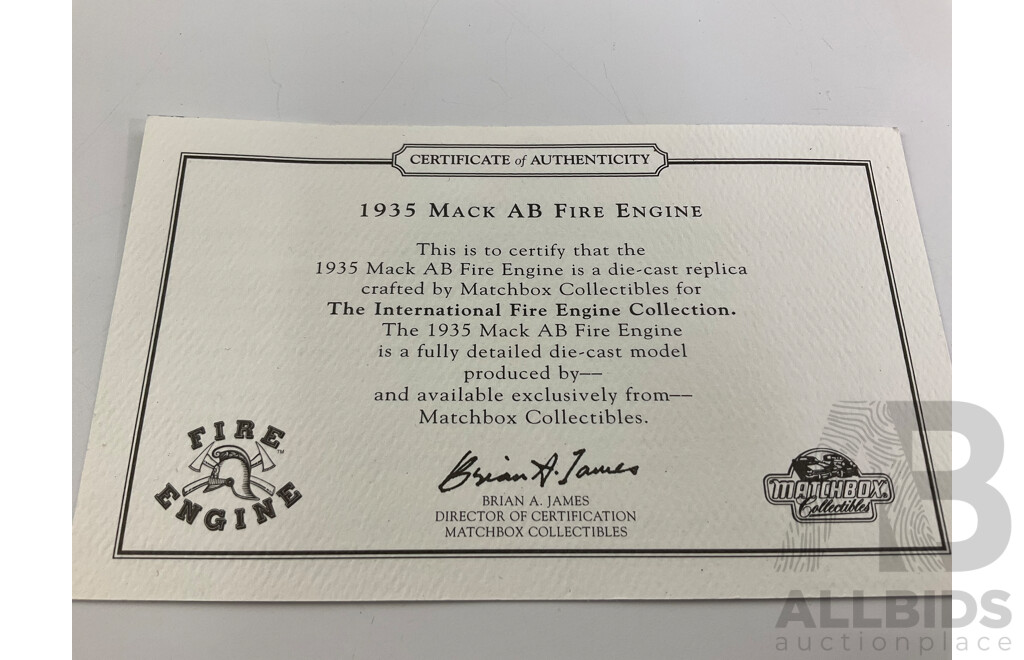 CERTIFICATE of AUTHENTICITY
1935 MACK AB FIRE ENGINE
This is to certify that the
1935 Mack AB Fire Engine is a die-cast replica
crafted by Matchbox Collectibles for
The International Fire Engine Collection.
The 1935 Mack AB Fire Engine
is a fully detailed die-cast model
produced by—
and available exclusively from—
Matchbox Collectibles.
FIRE
ENGINE
™
Brian A. James
BRIAN A. JAMES
DIRECTOR OF CERTIFICATION
MATCHBOX COLLECTIBLES
MATCHBOX
Collectibles
AB
ALLBIDS
auctionplace